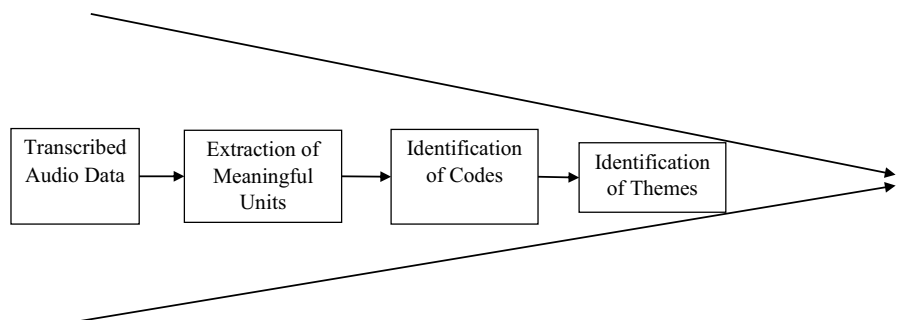 Transcribed
Audio Data
Extraction of
Meaningful
Units
Identification
of Codes
Identification
of Themes